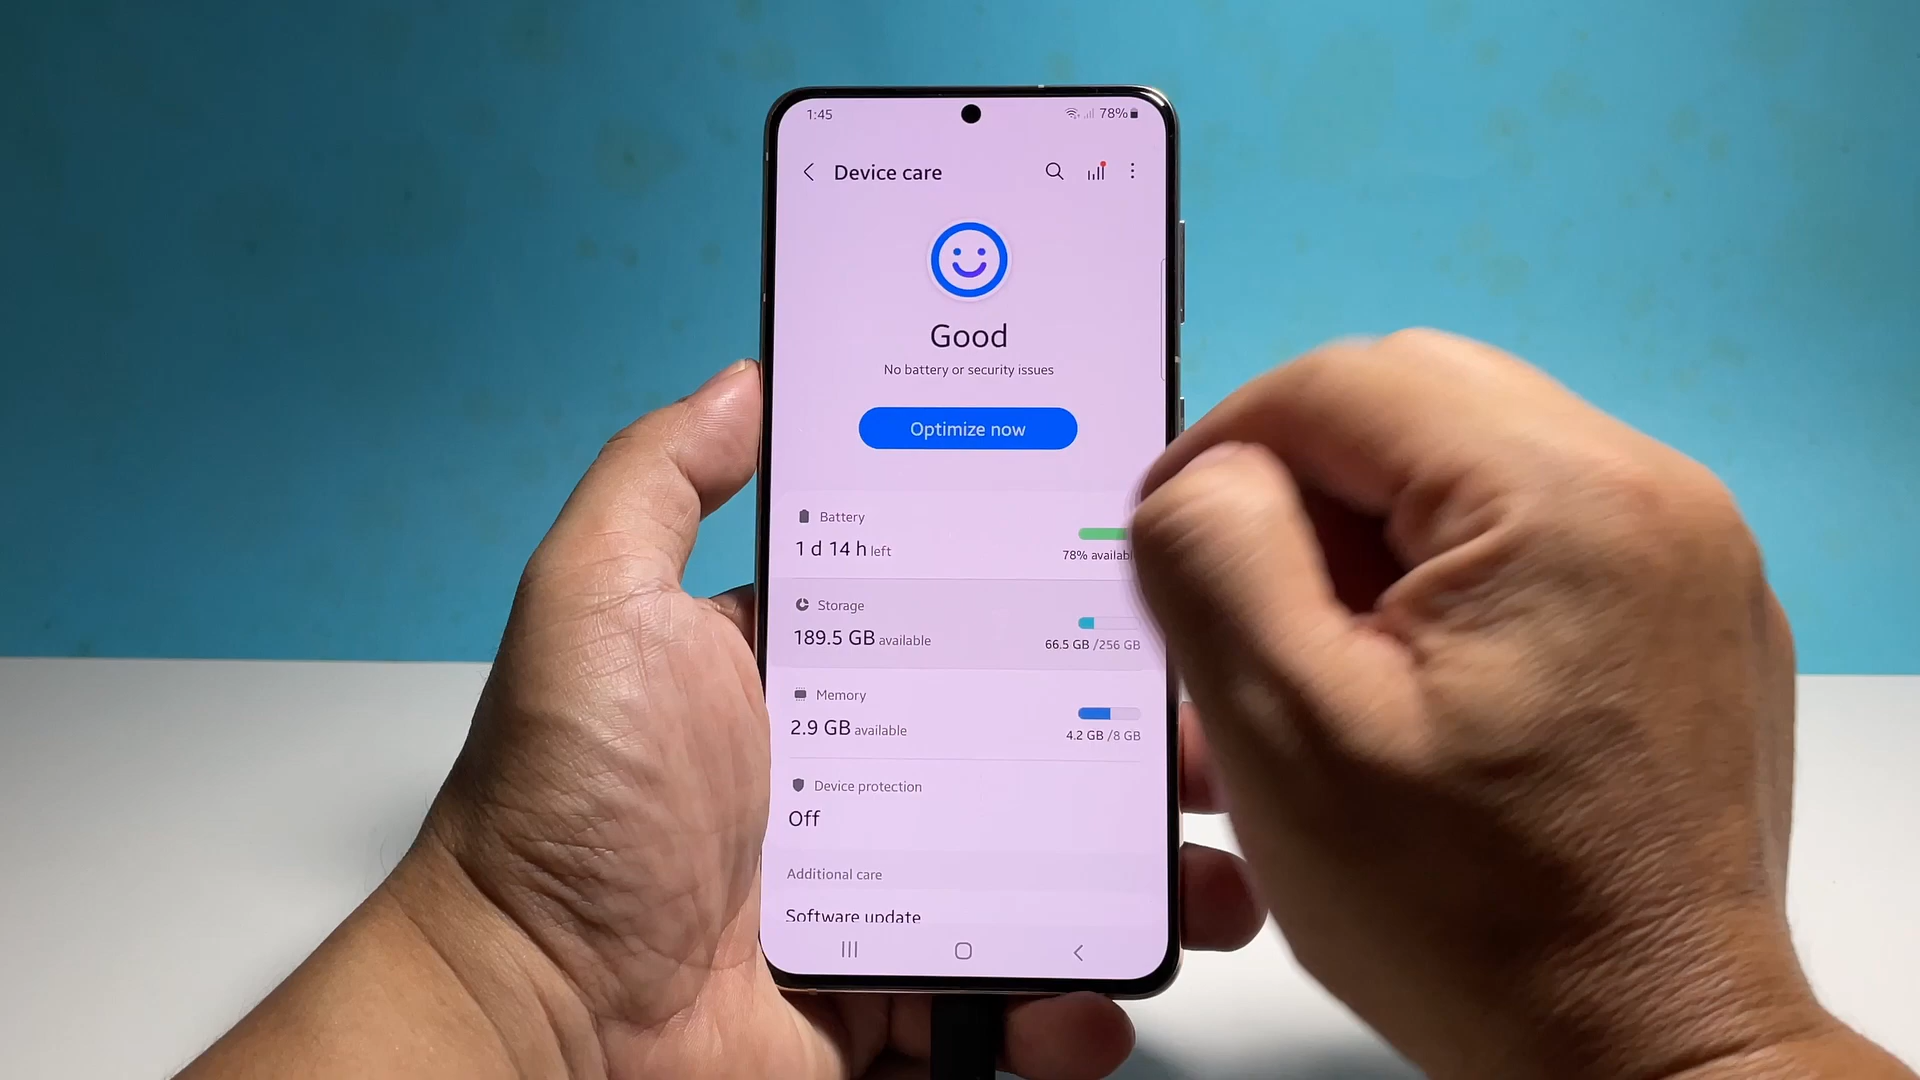 1:45
78%
Device care
Good
No battery or security issues
Optimize now
Battery
1 d 14 h left
78% availab
Storage
189.5 GB available
66.5 GB /256 GB
Memory
2.9 GB available
4.2 GB /8 GB
Device protection
Off
Additional care
Software update